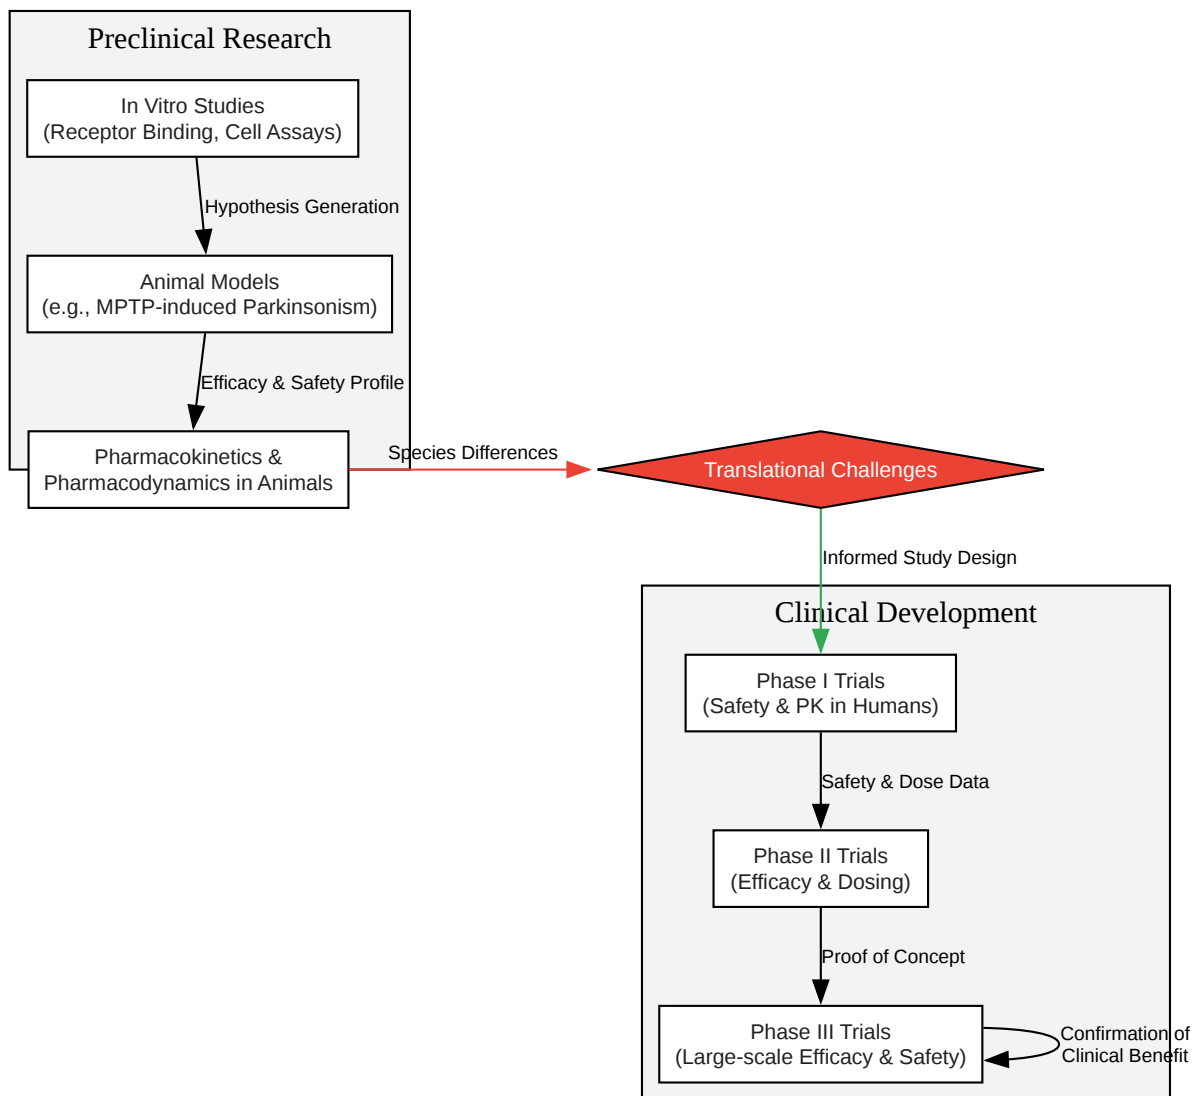 Preclinical Research
In Vitro Studies
(Receptor Binding, Cell Assays)
Hypothesis Generation
Animal Models
(e.g., MPTP-induced Parkinsonism)
Efficacy & Safety Profile
Pharmacokinetics &
Pharmacodynamics in Animals
Species Differences
Translational Challenges
Informed Study Design
Clinical Development
Phase I Trials
(Safety & PK in Humans)
Safety & Dose Data
Phase II Trials
(Efficacy & Dosing)
Proof of Concept
Phase III Trials
(Large-scale Efficacy & Safety)
Confirmation of
Clinical Benefit